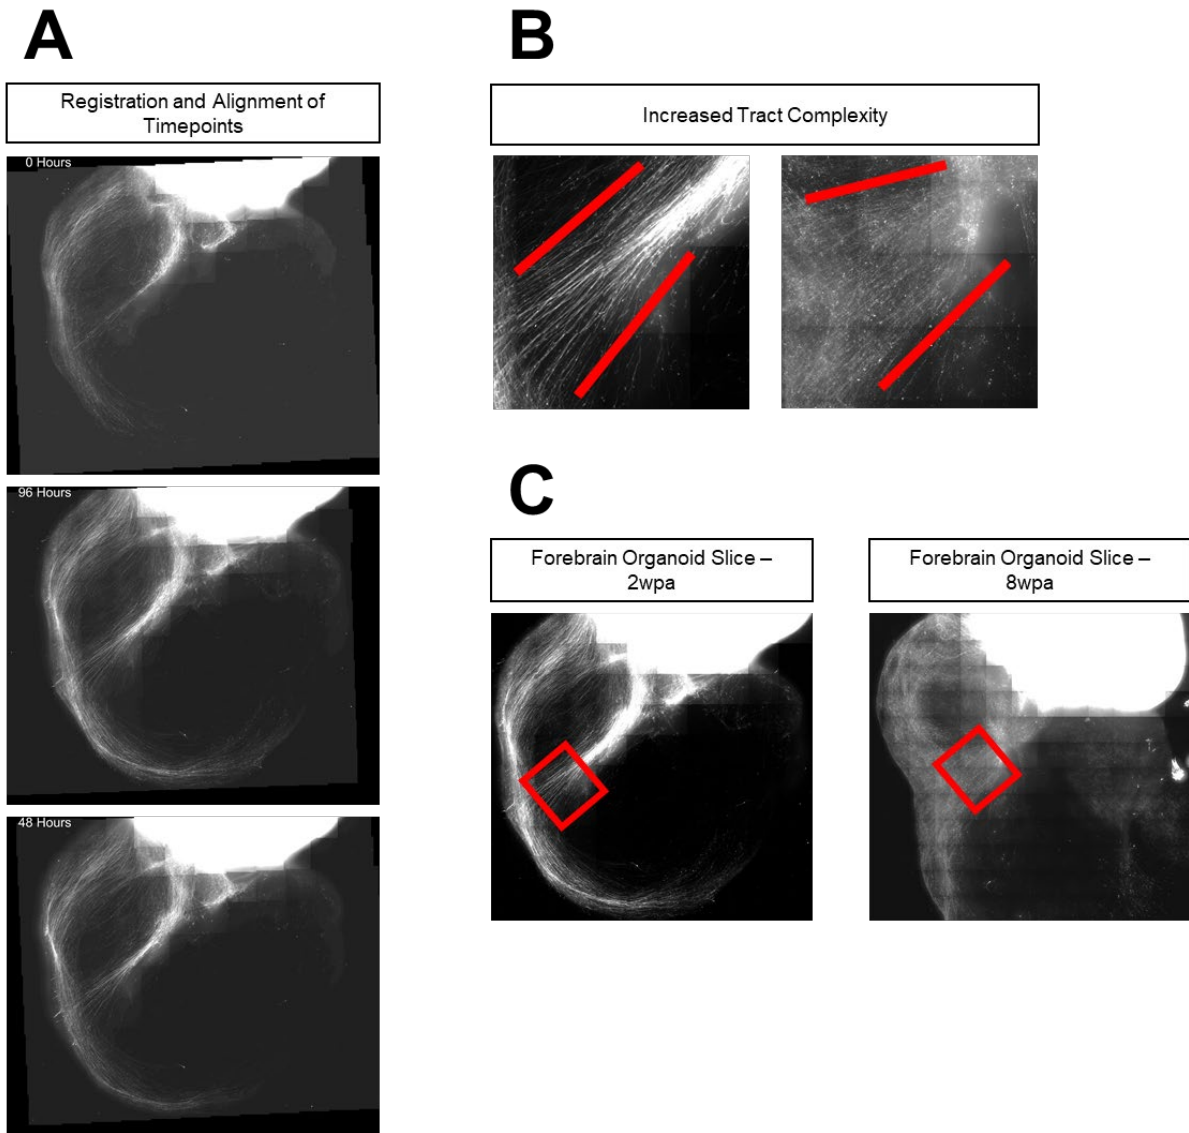 A
Registration and Alignment of
Timepoints
0 Hours
96 Hours
48 Hours
B
Increased Tract Complexity
C
Forebrain Organoid Slice –
2wpa
Forebrain Organoid Slice –
8wpa